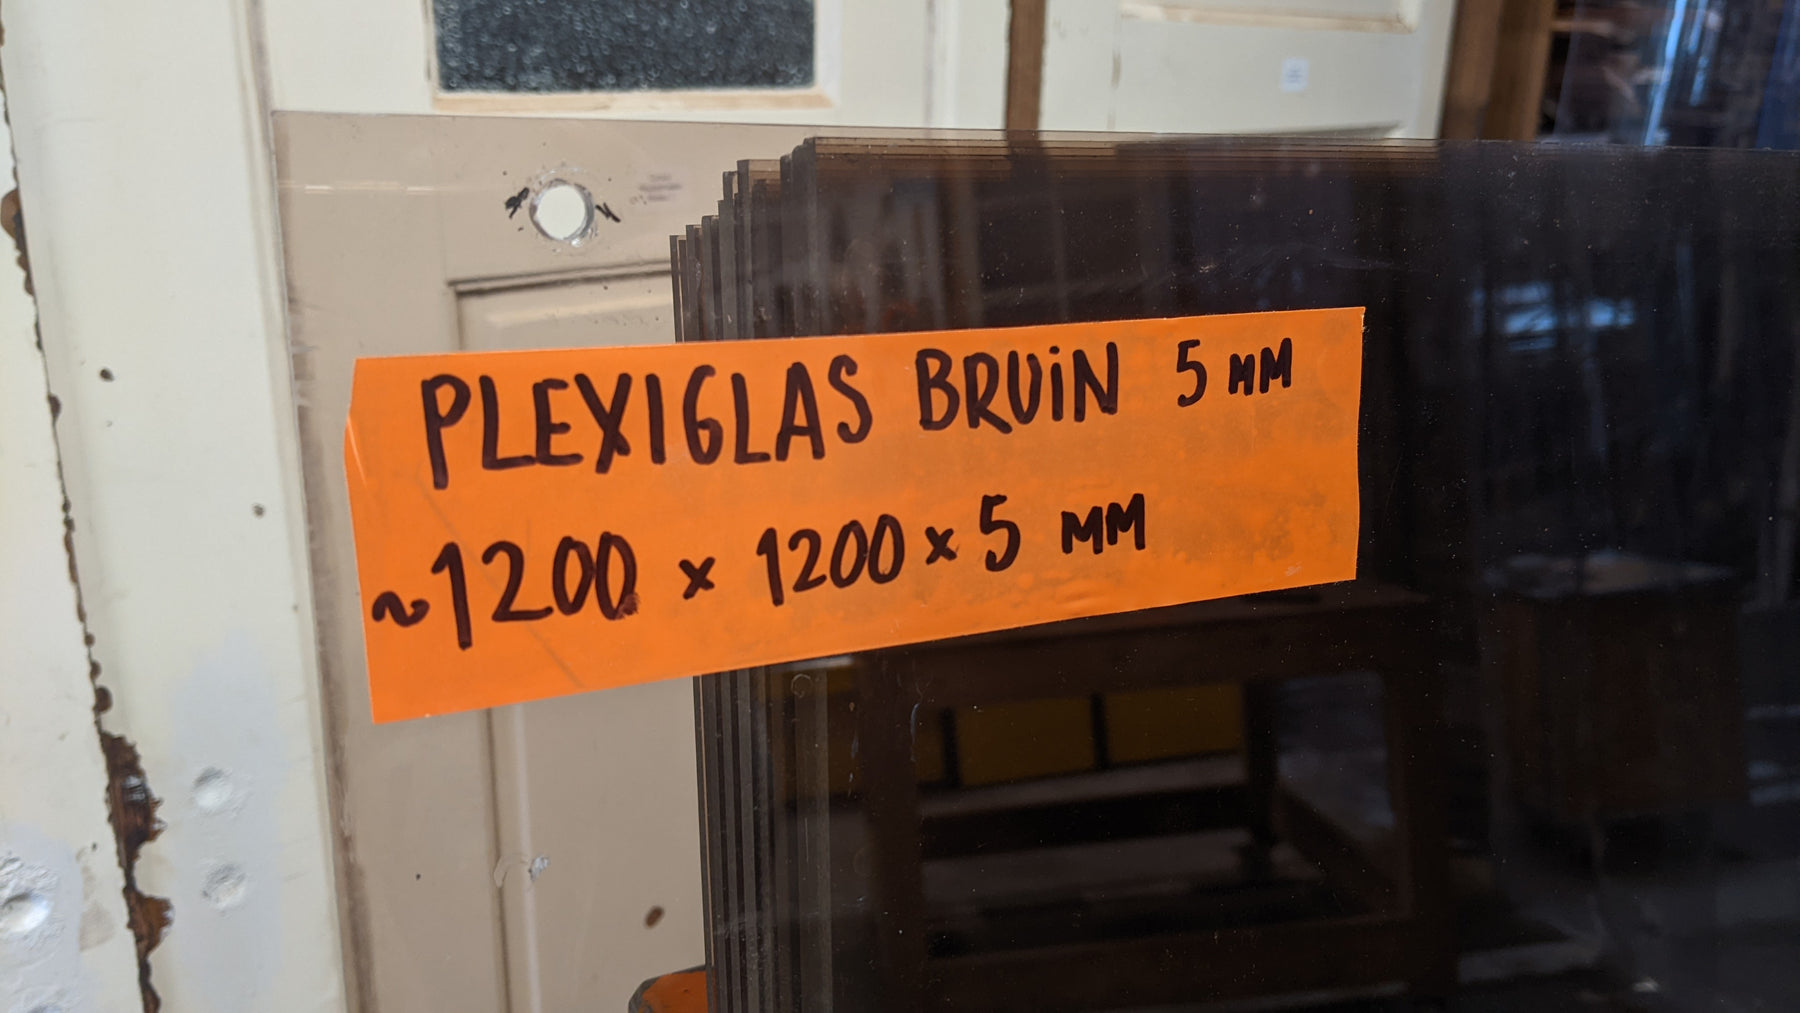 PLEXIGLAS BRUIN 5 MM
~1200 x 1200 x 5 MM